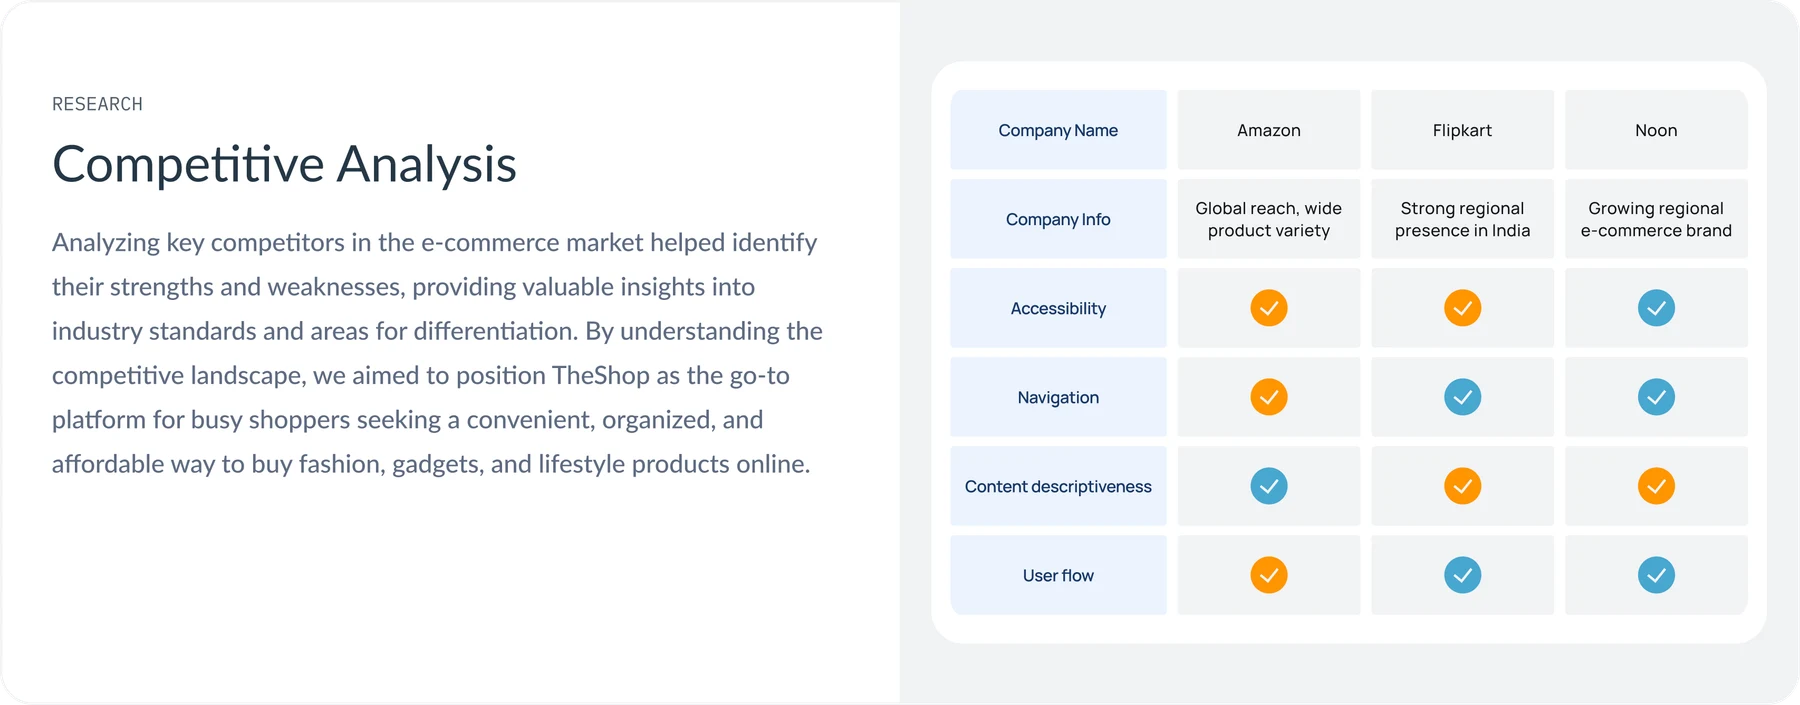 RESEARCH
Competitive Analysis
Analyzing key competitors in the e-commerce market helped identify
their strengths and weaknesses, providing valuable insights into
industry standards and areas for differentiation. By understanding the
competitive landscape, we aimed to position TheShop as the go-to
platform for busy shoppers seeking a convenient, organized, and
affordable way to buy fashion, gadgets, and lifestyle products online.
Company Name Amazon Flipkart Noon
Company Info
Global reach, wide
product variety
Strong regional
presence in India
Growing regional
e-commerce brand
Accessibility
Navigation
Content descriptiveness
User flow